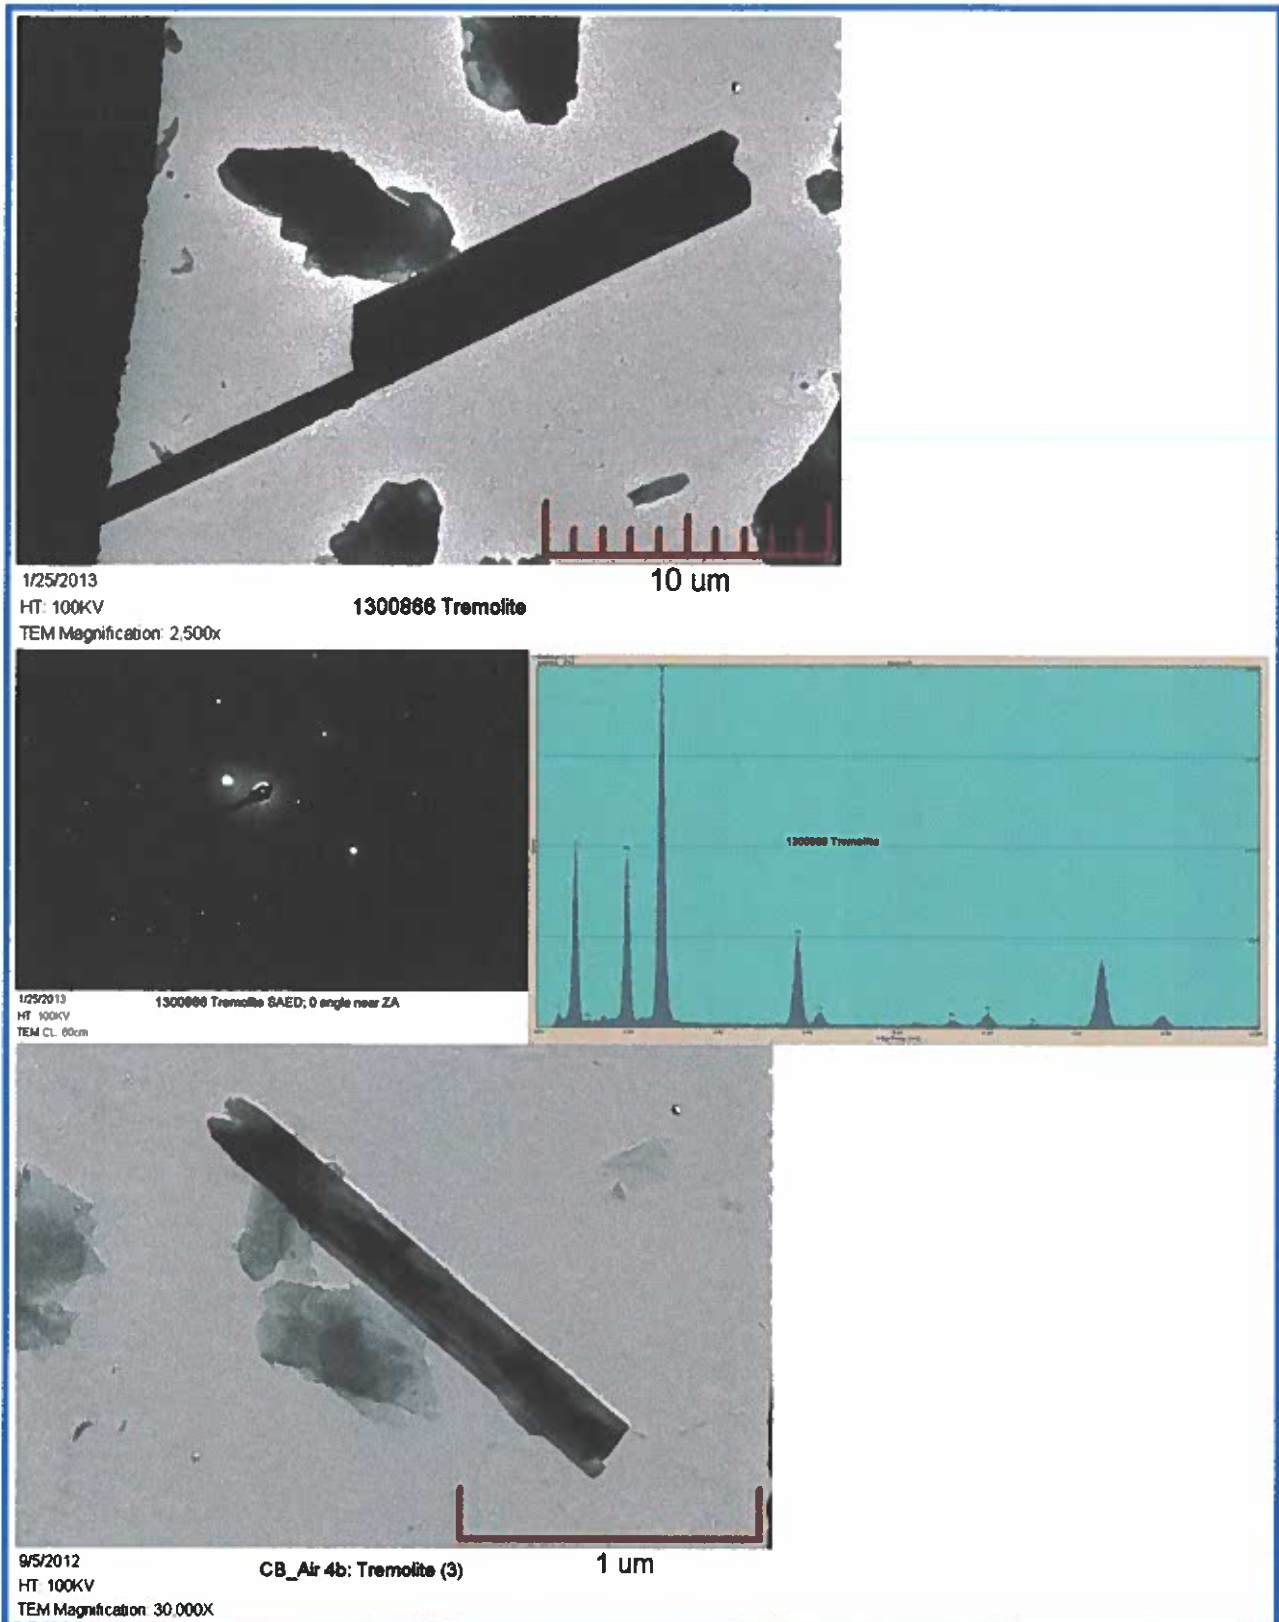 10 um
1/25/2013
HT: 100KV
1300866 Tremolite
TEM Magnification: 2,500x
1300866 Tremolite
1/25/2013
HT: 100KV
TEM CL: 60cm
1300866 Tremolite SAED; 0 angle near ZA
1 um
9/5/2012
HT: 100KV
CB_Air 4b: Tremolite (3)
TEM Magnification: 30,000X